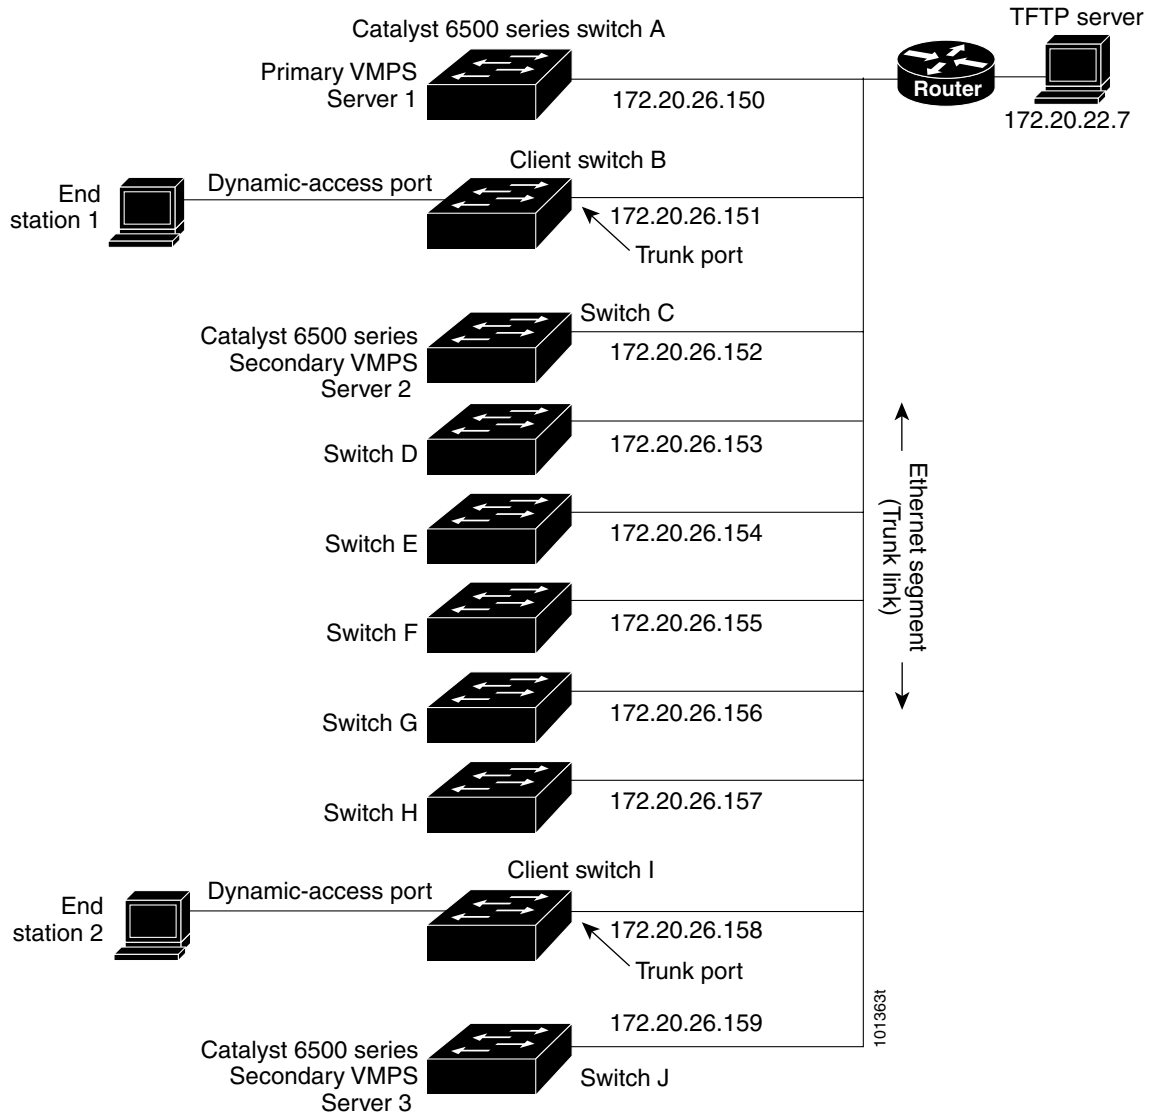 TFTP server
Catalyst 6500 series switch A
Primary VMPS
Server 1
Router
172.20.26.150
172.20.22.7
Client switch B
End
station 1
Dynamic-access port
172.20.26.151
Trunk port
Switch C
Catalyst 6500 series
Secondary VMPS
Server 2
172.20.26.152
Switch D
172.20.26.153
Ethernet segment
(Trunk link)
Switch E
172.20.26.154
Switch F
172.20.26.155
Switch G
172.20.26.156
Switch H
172.20.26.157
Client switch I
End
station 2
Dynamic-access port
172.20.26.158
Trunk port
172.20.26.159
Catalyst 6500 series
Secondary VMPS
Server 3
Switch J
101363t